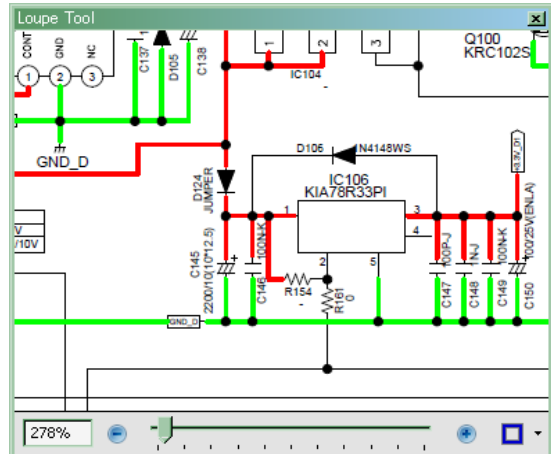 Loupe Tool
CONT
GND
NC
1
2
3
C137
D105
C138
1
2
3
IC104
-
Q100
KRC102S
GND_D
D106
1N4148WS
+3.3V_D1
D124
JUMPER
IC106
KIA78R33PI
1
3
4
2
5
V
/10V
C145
2200/10(10*12.5)
100N-K
C146
R154
-
R161
0
100P-J
C147
1N-J
C148
100N-K
C149
100/25V(ENLA)
C150
GND_D
278%